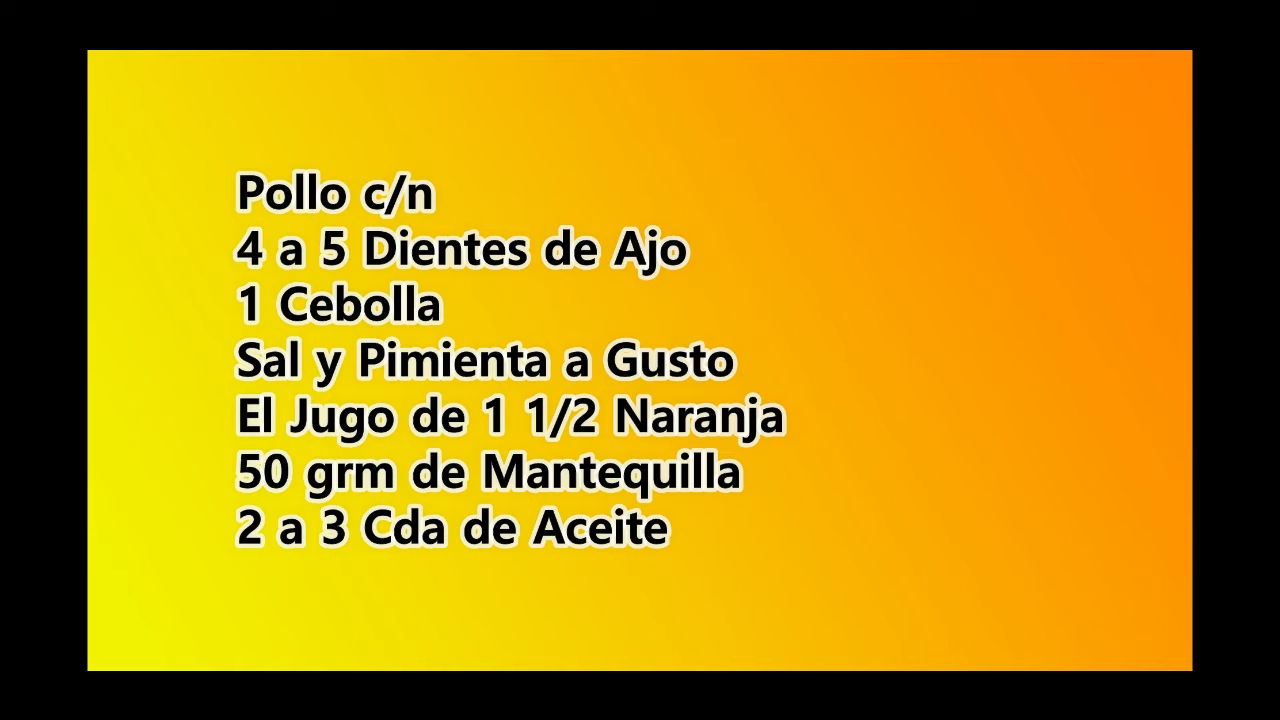 Pollo c/n
4 a 5 Dientes de Ajo
1 Cebolla
Sal y Pimienta a Gusto
El Jugo de 1 1/2 Naranja
50 grm de Mantequilla
2 a 3 Cda de Aceite